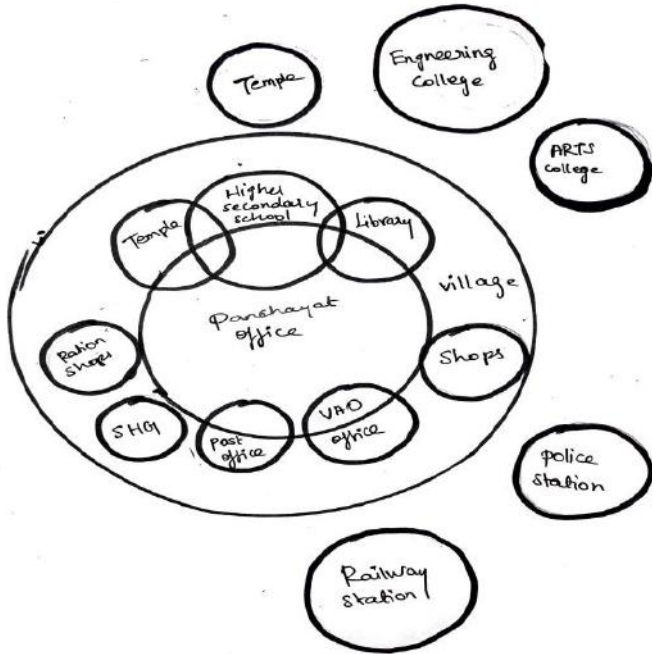 Temple
Engneering
college
ARTS
college
Higher
secondary
school
Temple
Library
village
Panchayat
office
Ration
Shops
Shops
SHG
Post
office
VAO
office
Police
station
Railway
station